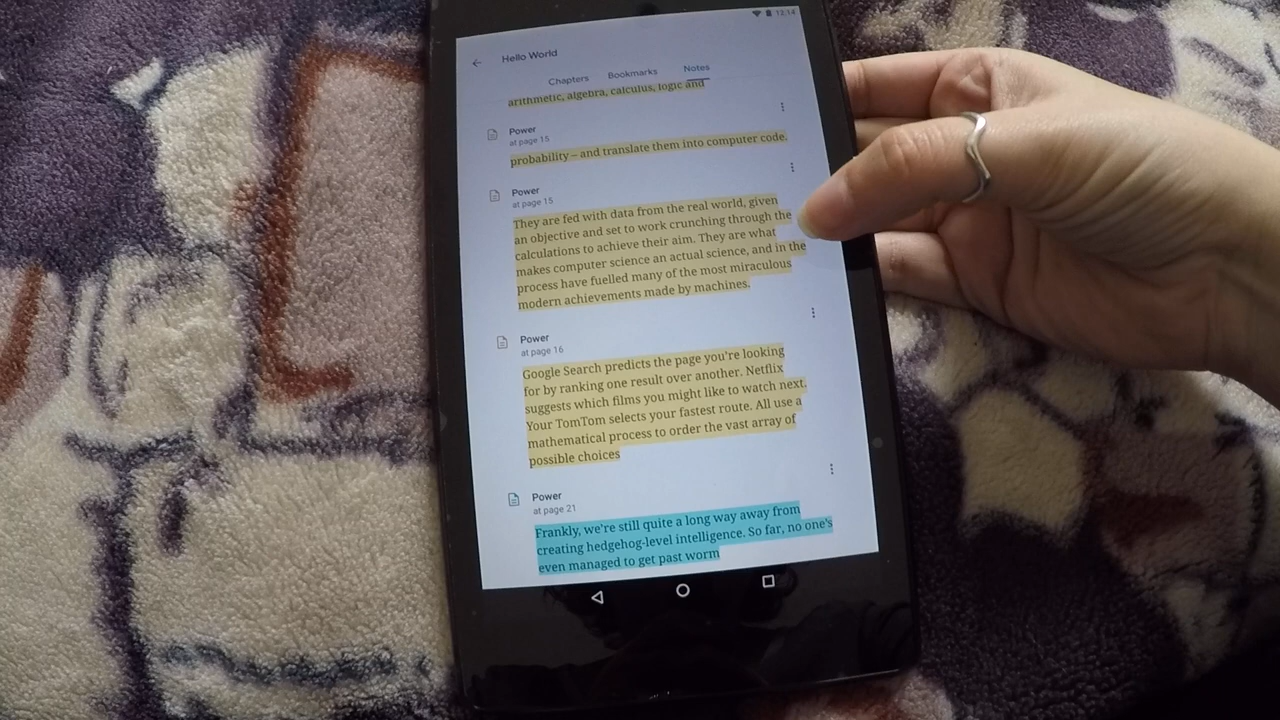 12:14
Hello World
Chapters Bookmarks Notes
arithmetic, algebra, calculus, logic and
Power
at page 15
probability – and translate them into computer code.
Power
at page 15
They are fed with data from the real world, given
an objective and set to work crunching through the
calculations to achieve their aim. They are what
makes computer science an actual science, and in the
process have fuelled many of the most miraculous
modern achievements made by machines.
Power
at page 16
Google Search predicts the page you're looking
for by ranking one result over another. Netflix
suggests which films you might like to watch next.
Your TomTom selects your fastest route. All use a
mathematical process to order the vast array of
possible choices
Power
at page 21
Frankly, we're still quite a long way away from
creating hedgehog-level intelligence. So far, no one's
even managed to get past worm